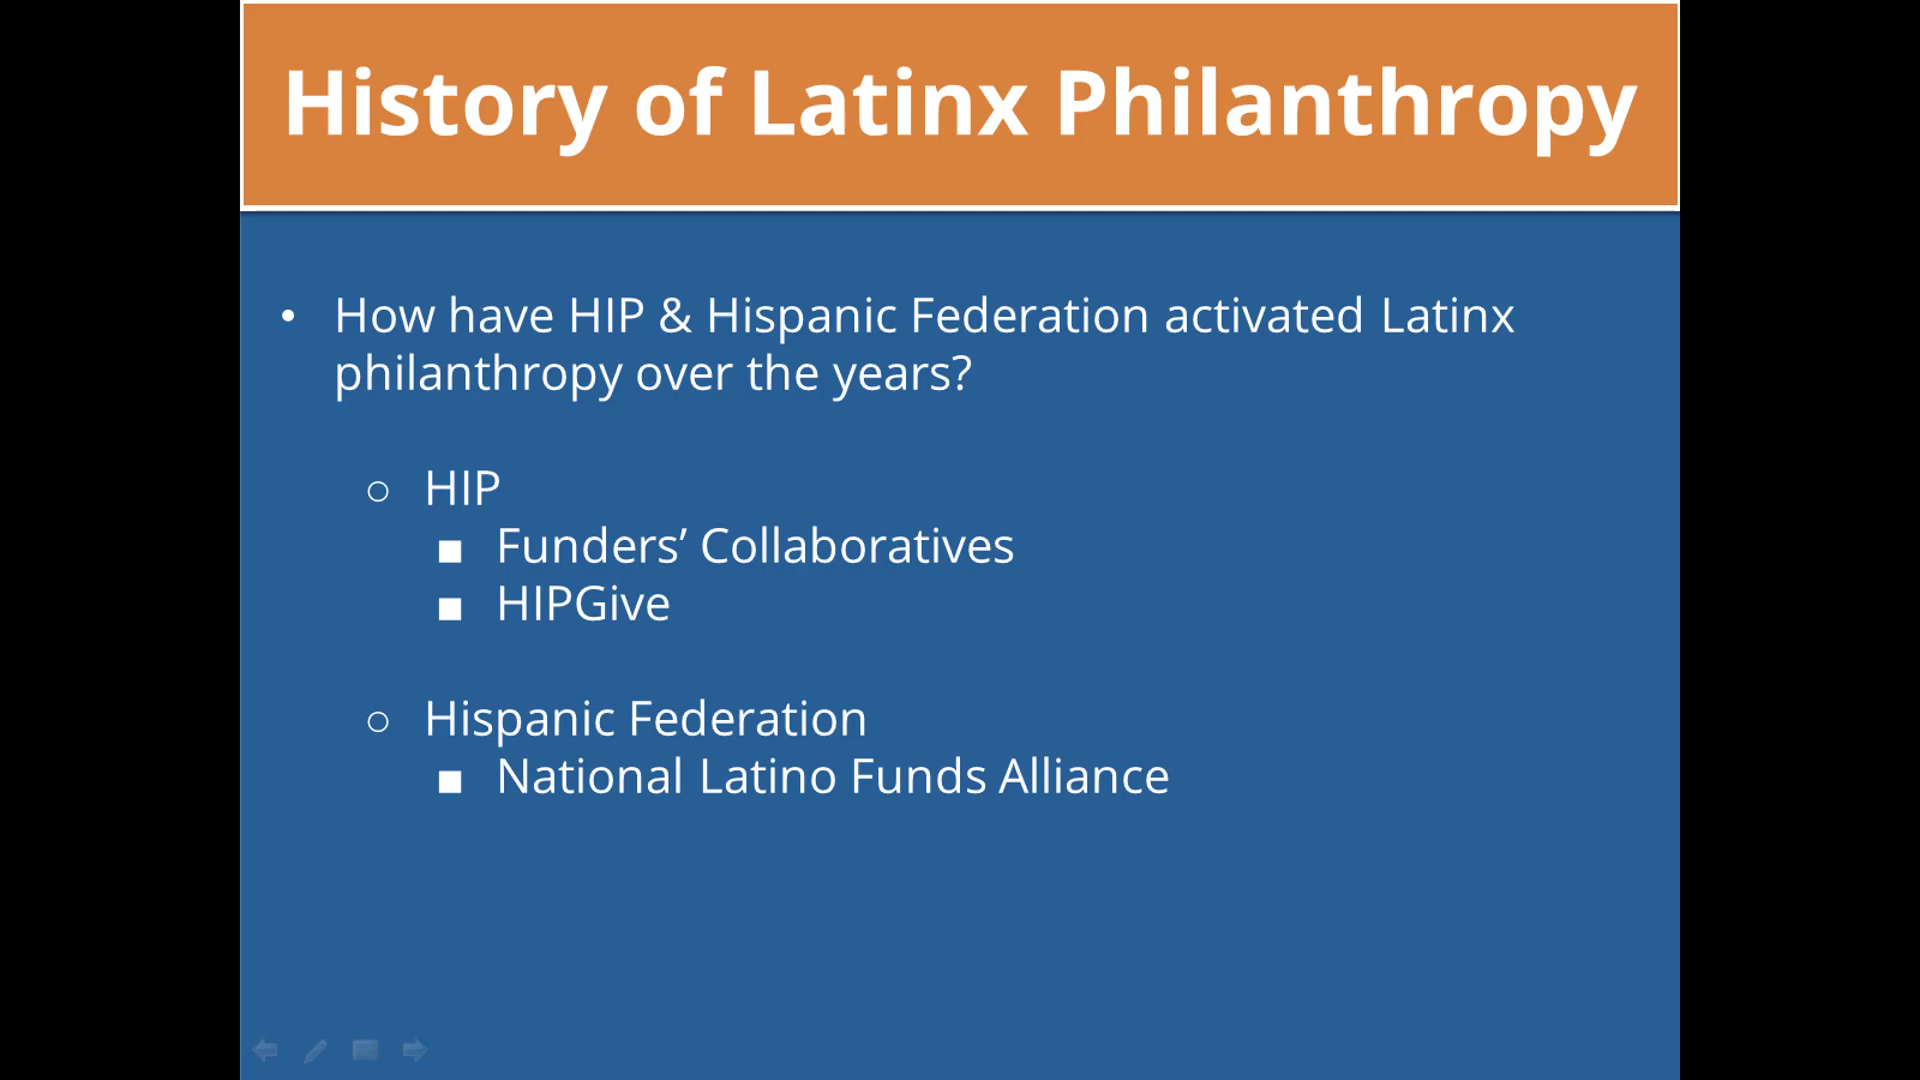 History of Latinx Philanthropy
• How have HIP & Hispanic Federation activated Latinx
philanthropy over the years?
○ HIP
■ Funders’ Collaboratives
■ HIPGive
○ Hispanic Federation
■ National Latino Funds Alliance